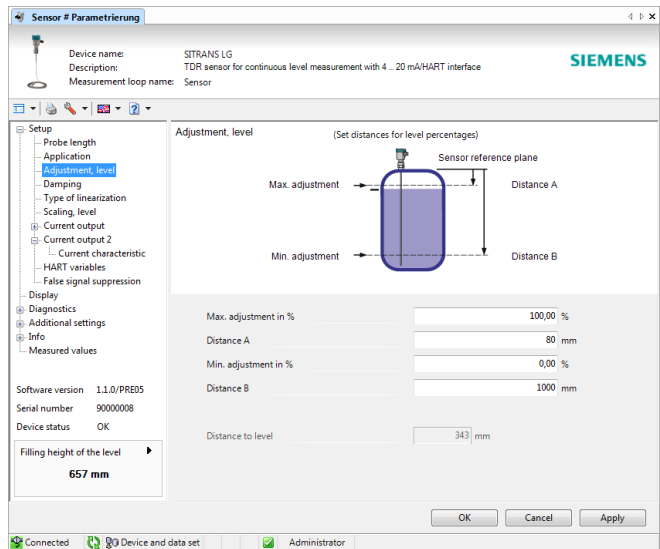 Sensor # Parametrierung
Device name: SITRANS LG
Description: TDR sensor for continuous level measurement with 4 .. 20 mA/HART interface
Measurement loop name: Sensor
SIEMENS
Setup
Probe length
Application
Adjustment, level
Damping
Type of linearization
Scaling, level
Current output
Current output 2
Current characteristic
HART variables
False signal suppression
Display
Diagnostics
Additional settings
Info
Measured values
Software version 1.1.0/PRE05
Serial number 90000008
Device status OK
Filling height of the level
657 mm
Adjustment, level
(Set distances for level percentages)
Sensor reference plane
Max. adjustment
Distance A
Min. adjustment
Distance B
Max. adjustment in % 100,00 %
Distance A 80 mm
Min. adjustment in % 0,00 %
Distance B 1000 mm
Distance to level 343 mm
OK Cancel Apply
Connected Device and data set Administrator